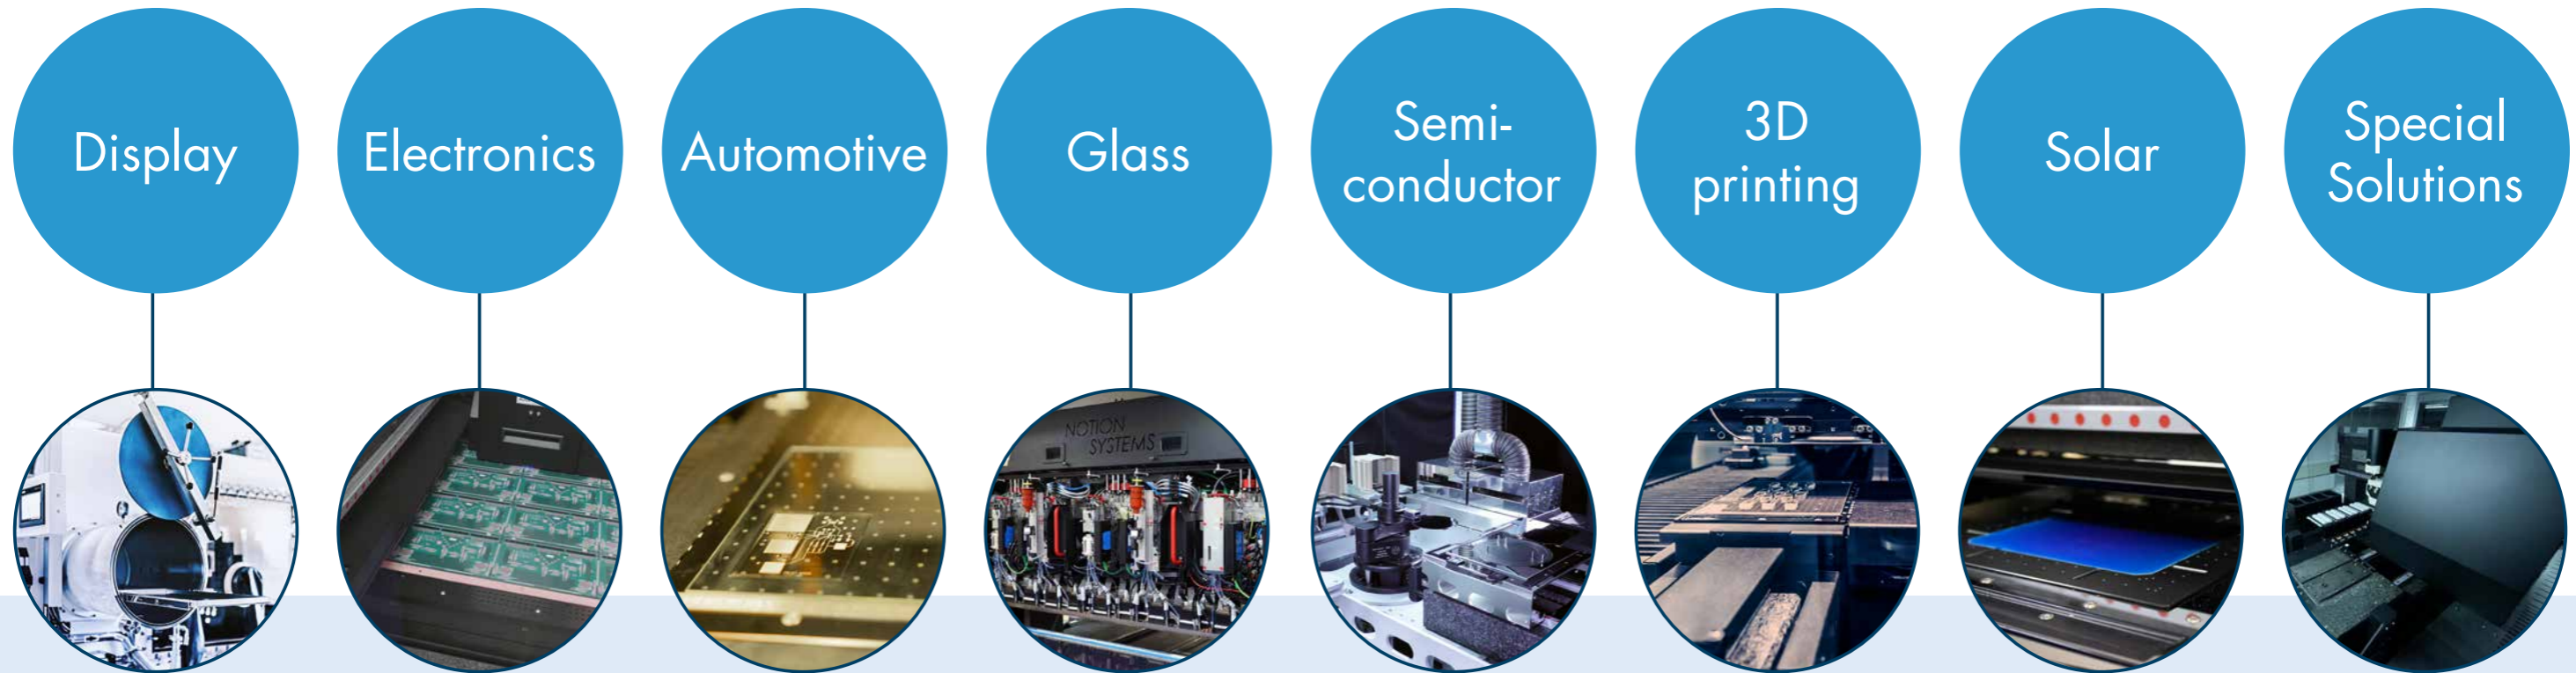 Display
Electronics
Automotive
Glass
Semi-
conductor
3D
printing
Solar
Special
Solutions
NOTION
SYSTEMS